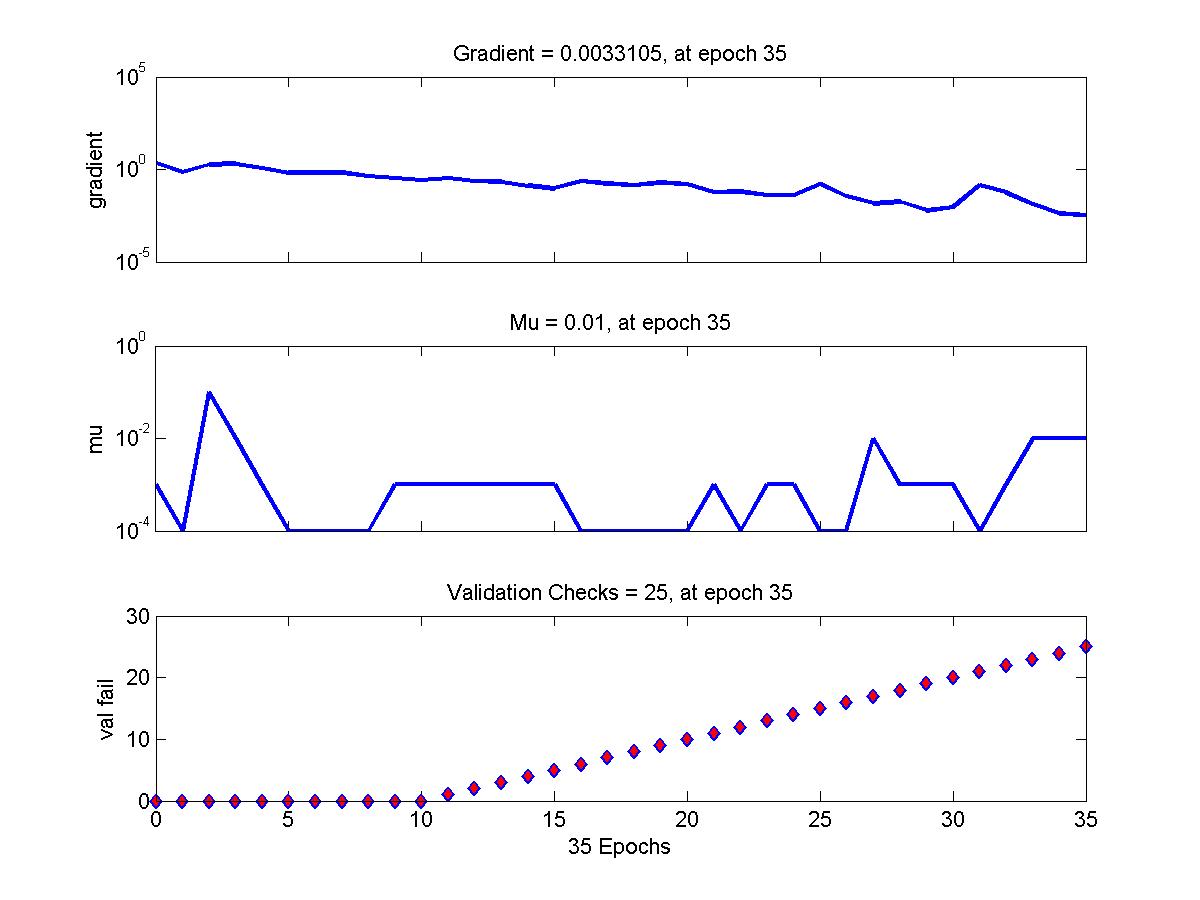 Gradient = 0.0033105, at epoch 35
10^5
gradient
10^0
10^-5
Mu = 0.01, at epoch 35
10^0
mu
10^-2
10^-4
Validation Checks = 25, at epoch 35
30
20
val fail
10
0
0 5 10 15 20 25 30 35
35 Epochs